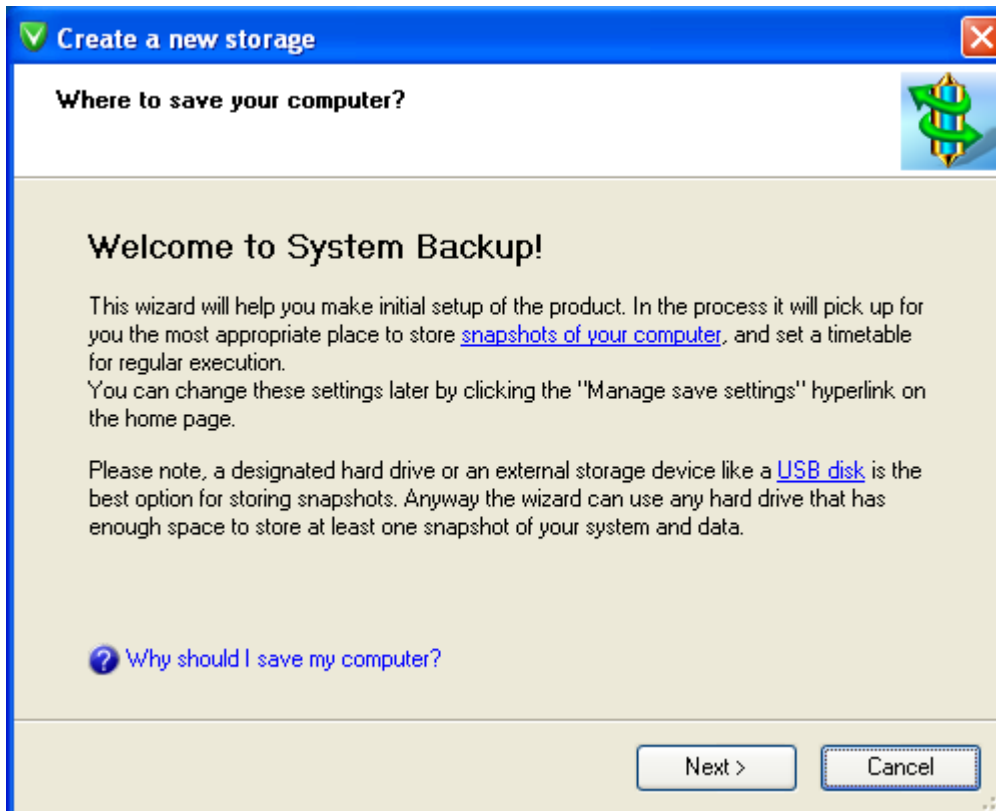 Create a new storage
Where to save your computer?
Welcome to System Backup!
This wizard will help you make initial setup of the product. In the process it will pick up for
you the most appropriate place to store snapshots of your computer, and set a timetable
for regular execution.
You can change these settings later by clicking the "Manage save settings" hyperlink on
the home page.
Please note, a designated hard drive or an external storage device like a USB disk is the
best option for storing snapshots. Anyway the wizard can use any hard drive that has
enough space to store at least one snapshot of your system and data.
Why should I save my computer?
Next > Cancel